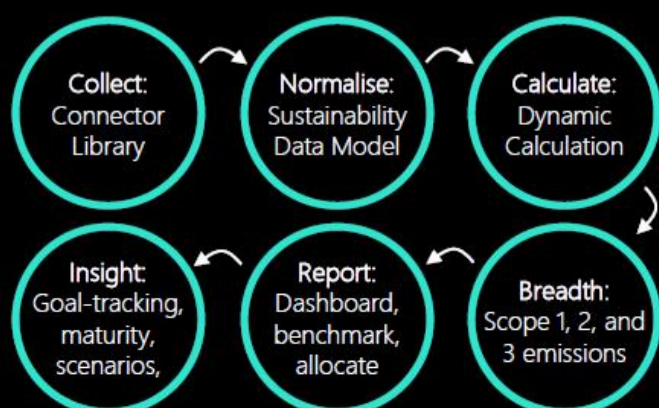 Collect:
Connector
Library
Normalise:
Sustainability
Data Model
Calculate:
Dynamic
Calculation
Breadth:
Scope 1, 2, and
3 emissions
Report:
Dashboard,
benchmark,
allocate
Insight:
Goal-tracking,
maturity,
scenarios,